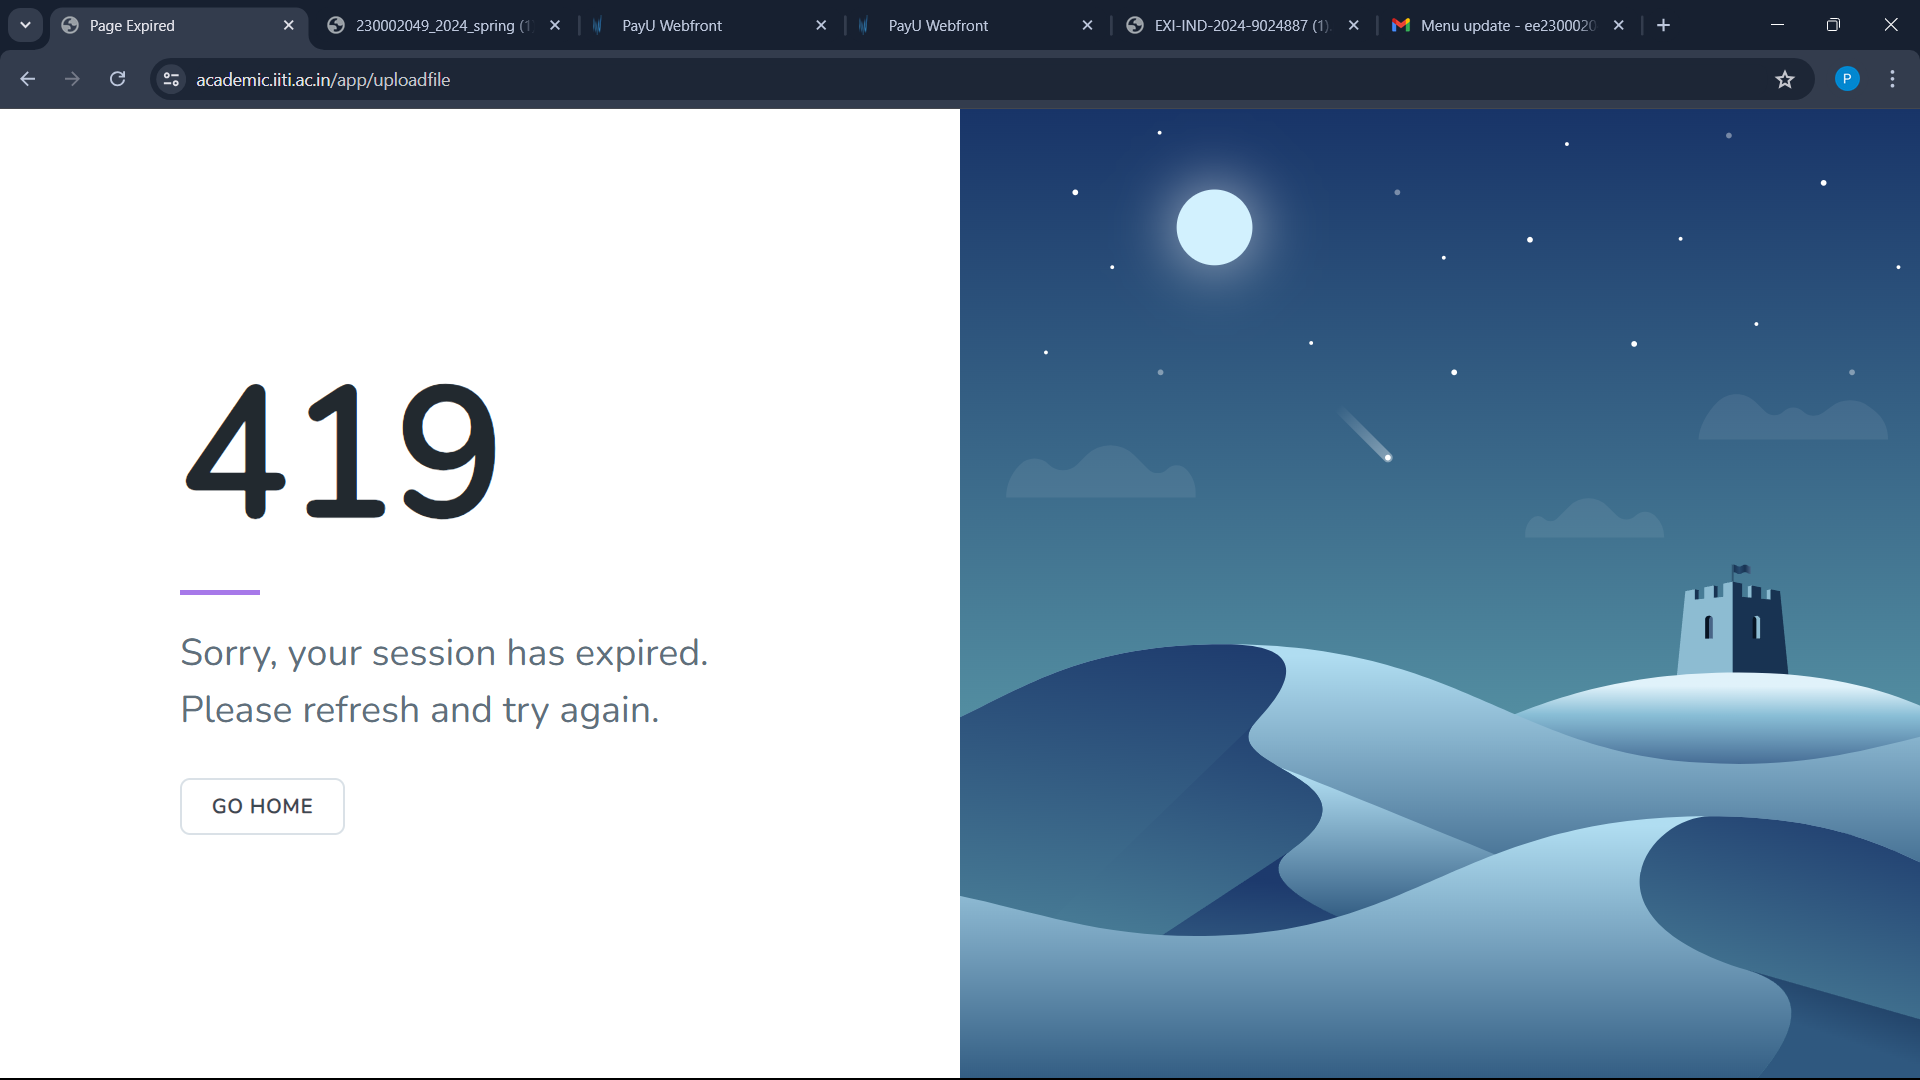 Page Expired
230002049_2024_spring (1
PayU Webfront
PayU Webfront
EXI-IND-2024-9024887 (1)
Menu update - ee2300020
academic.iiti.ac.in/app/uploadfile
P
419
Sorry, your session has expired.
Please refresh and try again.
GO HOME